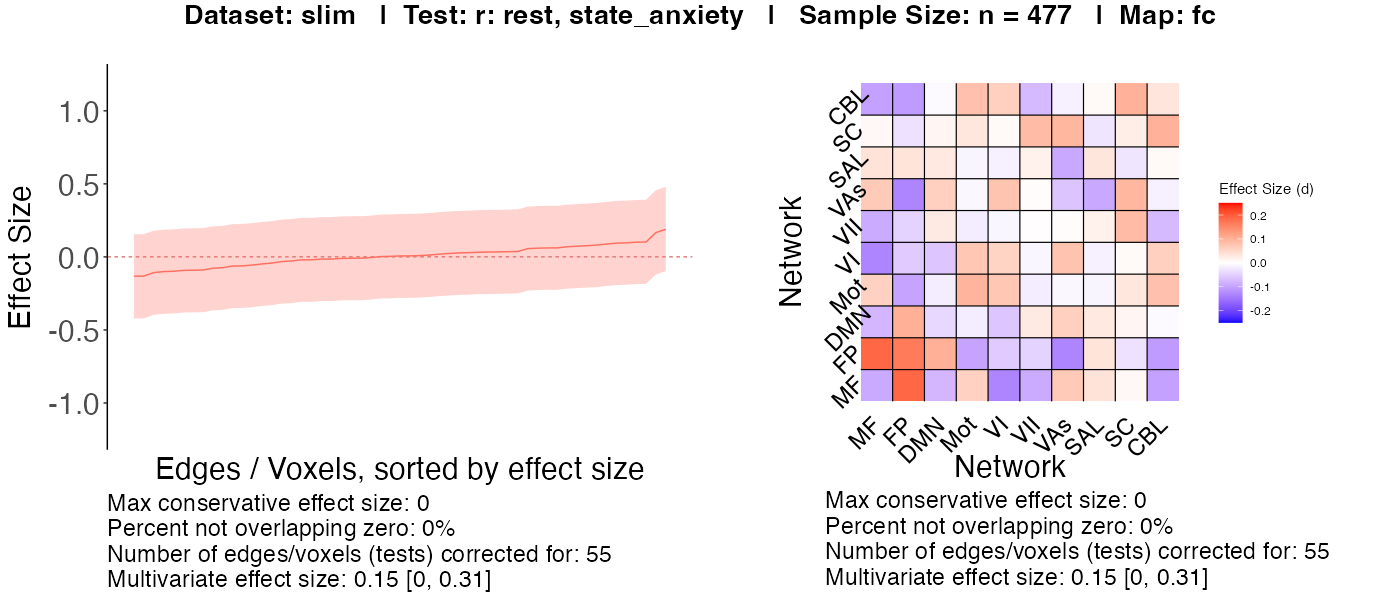 Dataset: slim | Test: r: rest, state_anxiety | Sample Size: n = 477 | Map: fc
Effect Size
1.0
0.5
0.0
-0.5
-1.0
Edges / Voxels, sorted by effect size
Max conservative effect size: 0
Percent not overlapping zero: 0%
Number of edges/voxels (tests) corrected for: 55
Multivariate effect size: 0.15 [0, 0.31]
Network
CBL
SC
SAL
VAs
VII
VI
Mot
DMN
FP
MF
MF FP DMN Mot VI VII VAs SAL SC CBL
Network
Effect Size (d)
0.2
0.1
0.0
-0.1
-0.2
Max conservative effect size: 0
Percent not overlapping zero: 0%
Number of edges/voxels (tests) corrected for: 55
Multivariate effect size: 0.15 [0, 0.31]